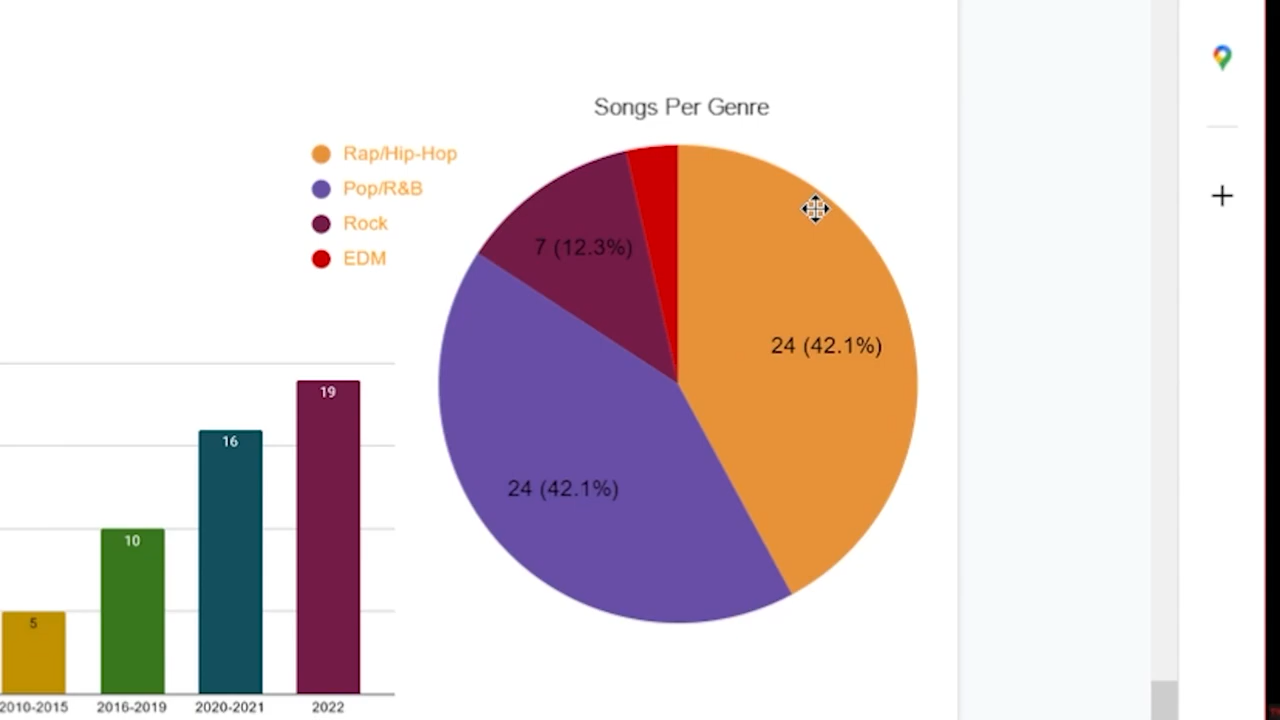 Songs Per Genre
Rap/Hip-Hop
Pop/R&B
Rock
EDM
7 (12.3%)
24 (42.1%)
24 (42.1%)
19
16
10
5
2010-2015 2016-2019 2020-2021 2022